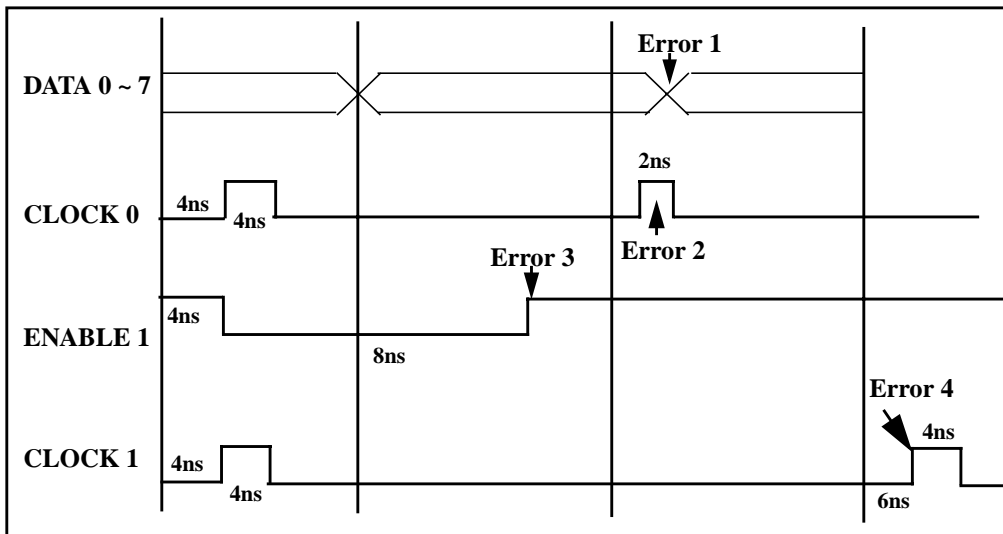 Error 1
DATA 0 ~ 7
2ns
4ns
4ns
CLOCK 0
Error 2
Error 3
4ns
ENABLE 1
8ns
Error 4
4ns
CLOCK 1
4ns
4ns
6ns